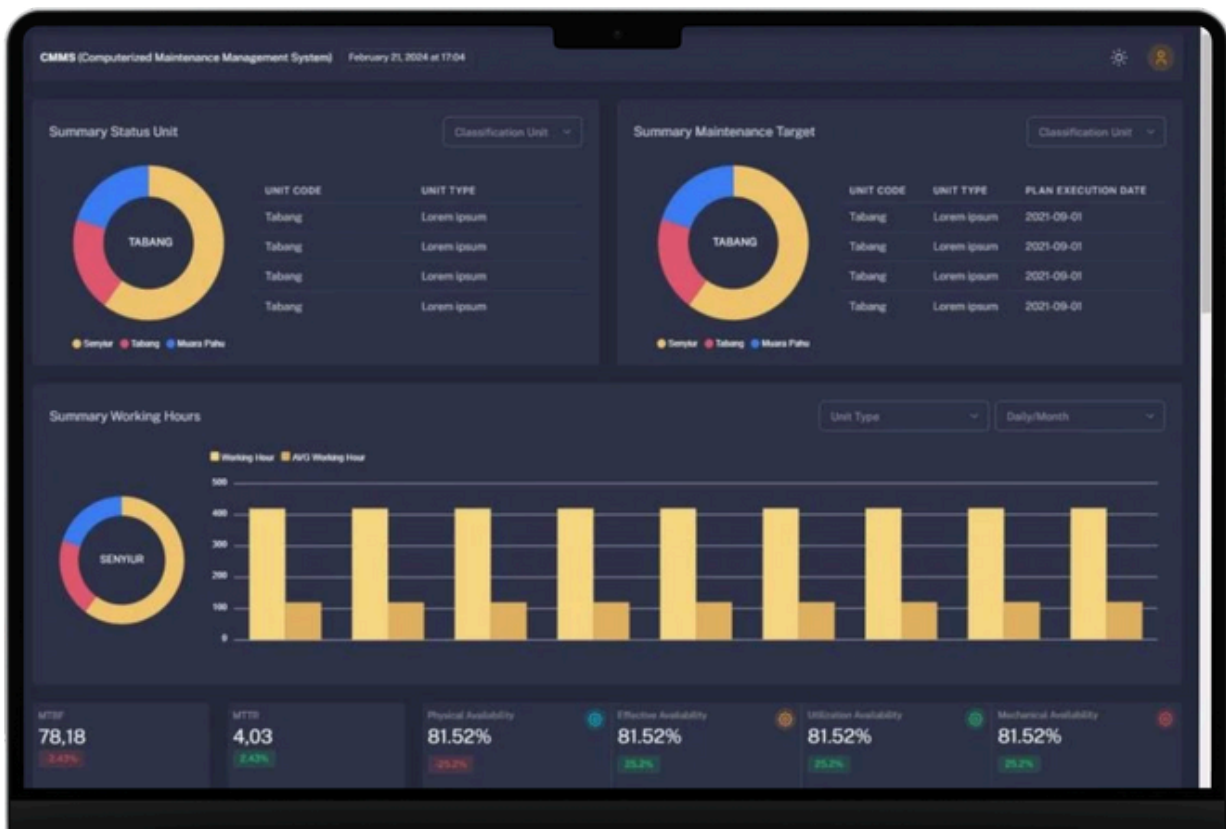 CMMS (Computerized Maintenance Management System) February 21, 2024 at 17:04
Summary Status Unit
Classification Unit
TABANG
UNIT CODE UNIT TYPE
Tabang Lorem ipsum
Tabang Lorem ipsum
Tabang Lorem ipsum
Tabang Lorem ipsum
Senyiur Tabang Muara Pahu
Summary Maintenance Target
Classification Unit
TABANG
UNIT CODE UNIT TYPE PLAN EXECUTION DATE
Tabang Lorem ipsum 2021-09-01
Tabang Lorem ipsum 2021-09-01
Tabang Lorem ipsum 2021-09-01
Tabang Lorem ipsum 2021-09-01
Senyiur Tabang Muara Pahu
Summary Working Hours
Unit Type Daily/Month
Working Hour AVG Working Hour
SENYIUR
500
400
300
200
100
0
MTBF
78,18
-2.43%
MTTR
4,03
2.43%
Physical Availability
81.52%
-25.2%
Effective Availability
81.52%
25.2%
Utilization Availability
81.52%
25.2%
Mechanical Availability
81.52%
25.2%